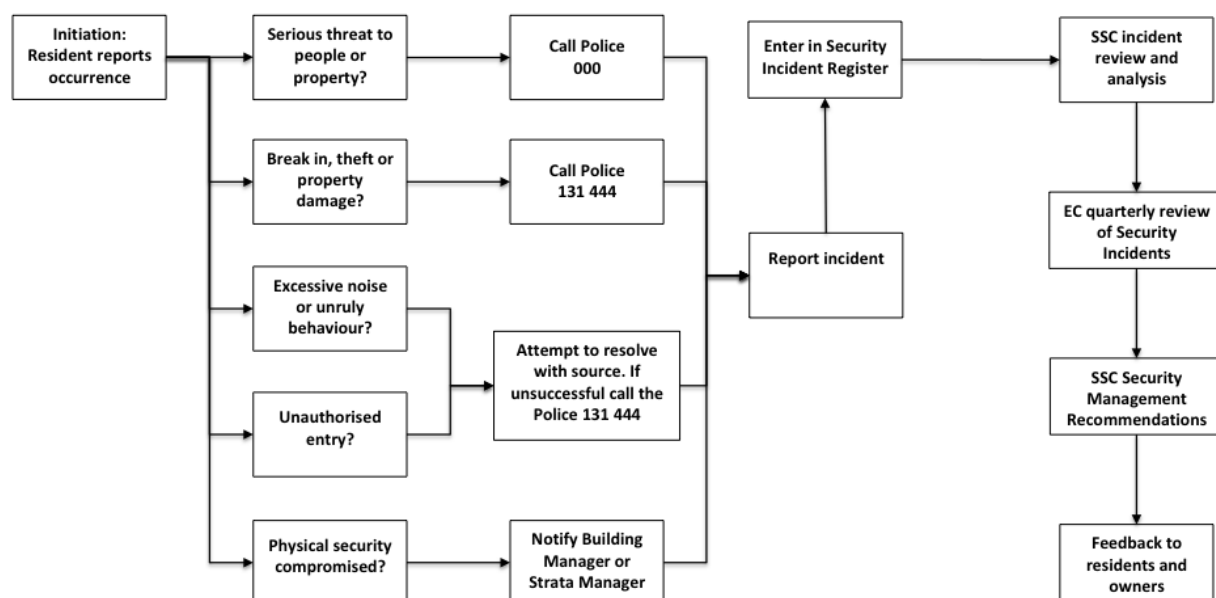 Initiation:
Resident reports
occurrence
Serious threat to
people or
property?
Call Police
000
Enter in Security
Incident Register
SSC incident
review and
analysis
Break in, theft or
property
damage?
Call Police
131 444
EC quarterly review
of Security
Incidents
Report incident
Excessive noise
or unruly
behaviour?
Attempt to resolve
with source. If
unsuccessful call the
Police 131 444
Unauthorised
entry?
SSC Security
Management
Recommendations
Physical security
compromised?
Notify Building
Manager or
Strata Manager
Feedback to
residents and
owners